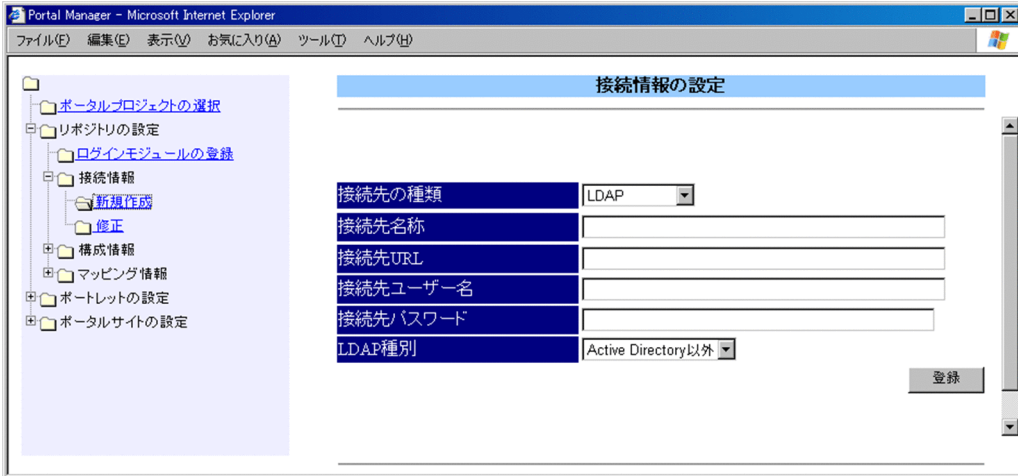 Portal Manager - Microsoft Internet Explorer
ファイル(F) 編集(E) 表示(V) お気に入り(A) ツール(T) ヘルプ(H)
ポータルプロジェクトの選択
リポジトリの設定
ログインモジュールの登録
接続情報
新規作成
修正
構成情報
マッピング情報
ポートレットの設定
ポータルサイトの設定
接続情報の設定
接続先の種類 LDAP
接続先名称
接続先URL
接続先ユーザー名
接続先パスワード
LDAP種別 Active Directory以外
登録